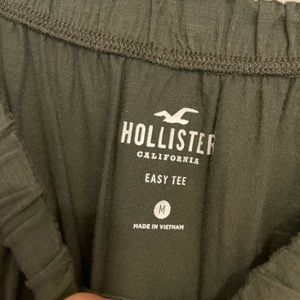 HOLLISTER
CALIFORNIA
EASY TEE
M
MADE IN VIETNAM